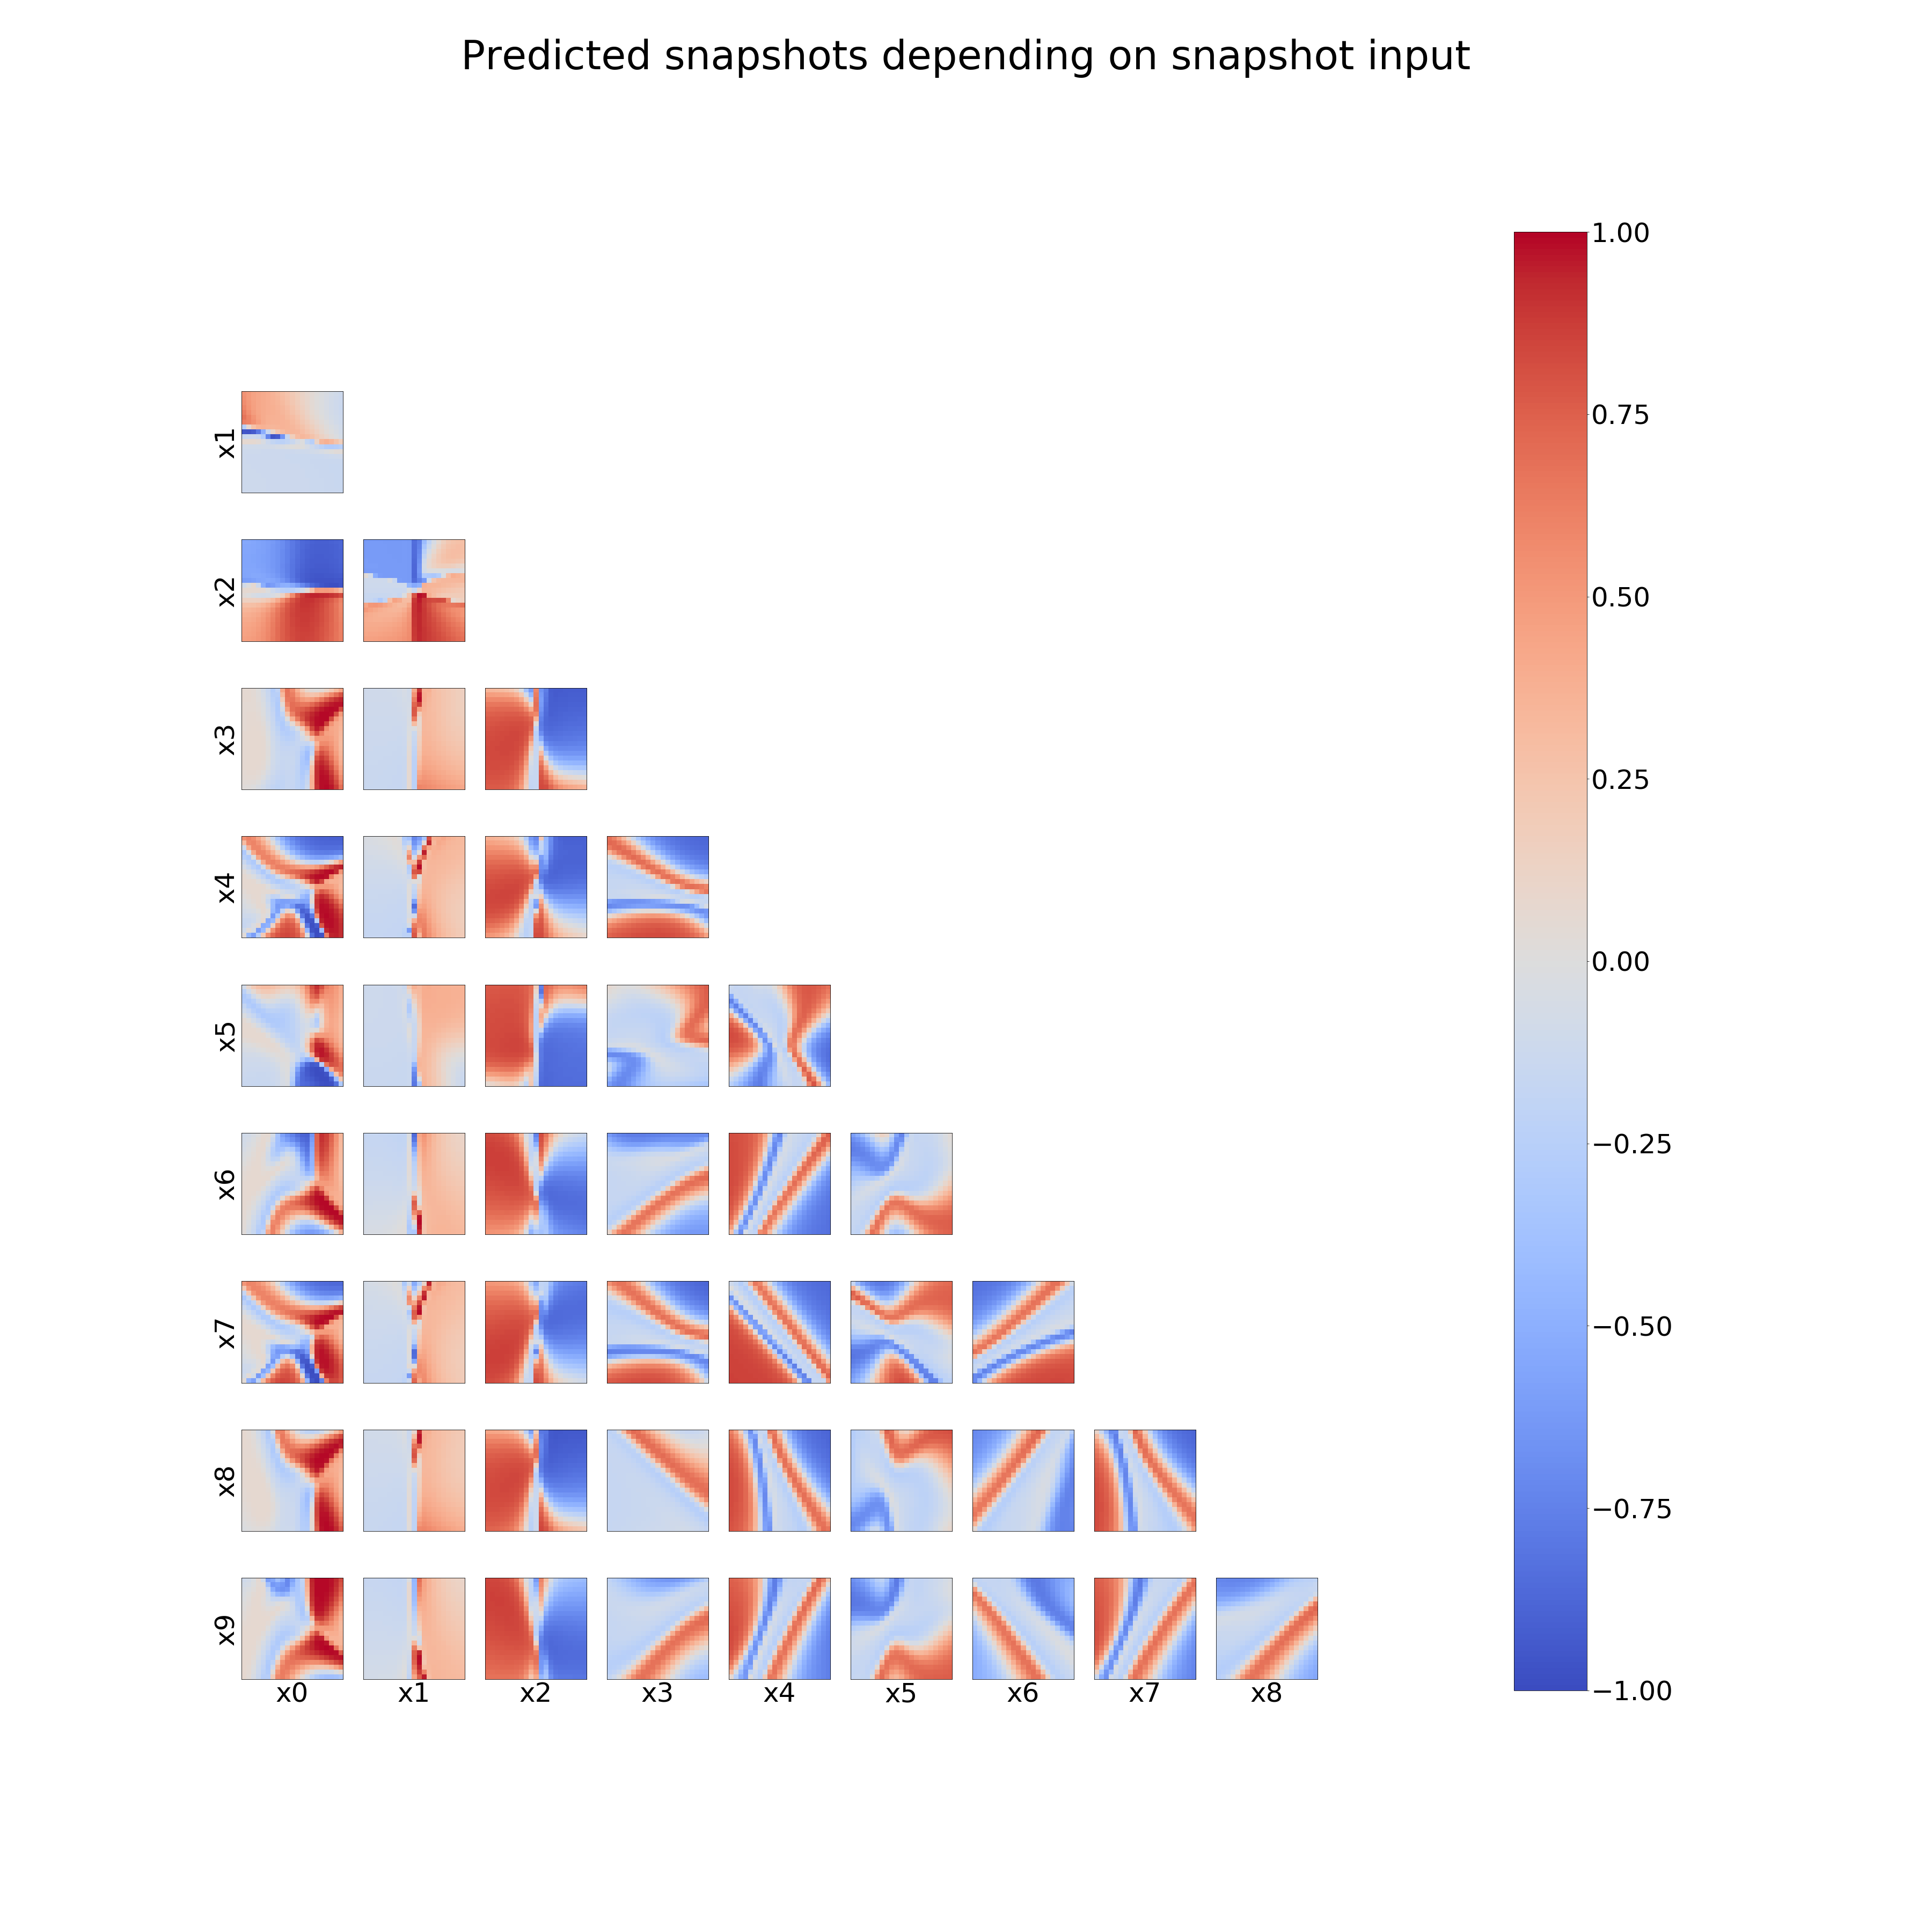 Predicted snapshots depending on snapshot input
1.00
0.75
0.50
0.25
0.00
−0.25
−0.50
−0.75
−1.00
x1
x2
x3
x4
x5
x6
x7
x8
x9
x0 x1 x2 x3 x4 x5 x6 x7 x8